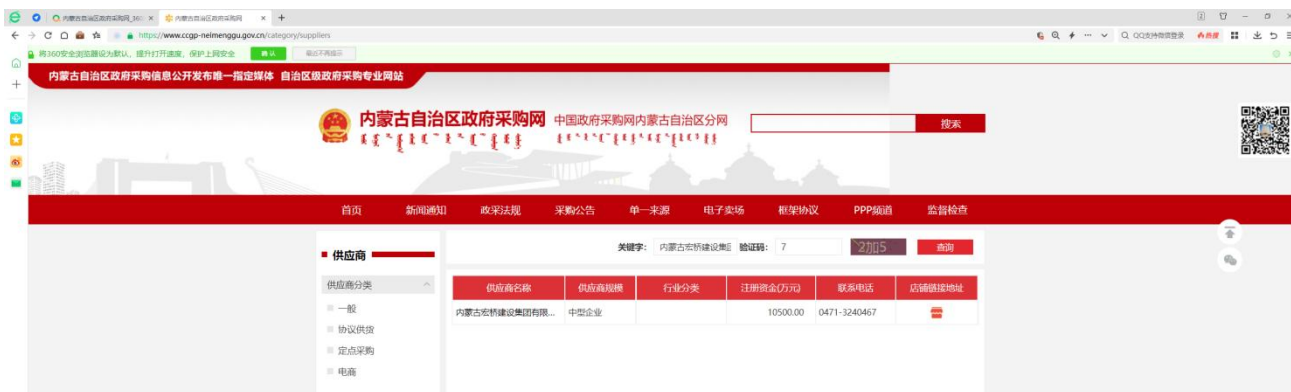 内蒙古自治区政府采购网_360 ×
内蒙古自治区政府采购网 × +
https://www.ccgp-neimenggu.gov.cn/category/suppliers
QQ支持微信登录
热搜
将360安全浏览器设为默认，提升打开速度，保护上网安全 确认 最近不再提示
内蒙古自治区政府采购信息公开发布唯一指定媒体 自治区级政府采购专业网站
内蒙古自治区政府采购网 中国政府采购网内蒙古自治区分网
搜索
首页 新闻通知 政采法规 采购公告 单一来源 电子卖场 框架协议 PPP频道 监督检查
供应商
关键字： 内蒙古宏桥建设集 验证码： 7 2加5 查询
供应商分类
一般
协议供货
定点采购
电商
供应商名称 供应商规模 行业分类 注册资金(万元) 联系电话 店铺链接地址
内蒙古宏桥建设集团有限... 中型企业 10500.00 0471-3240467